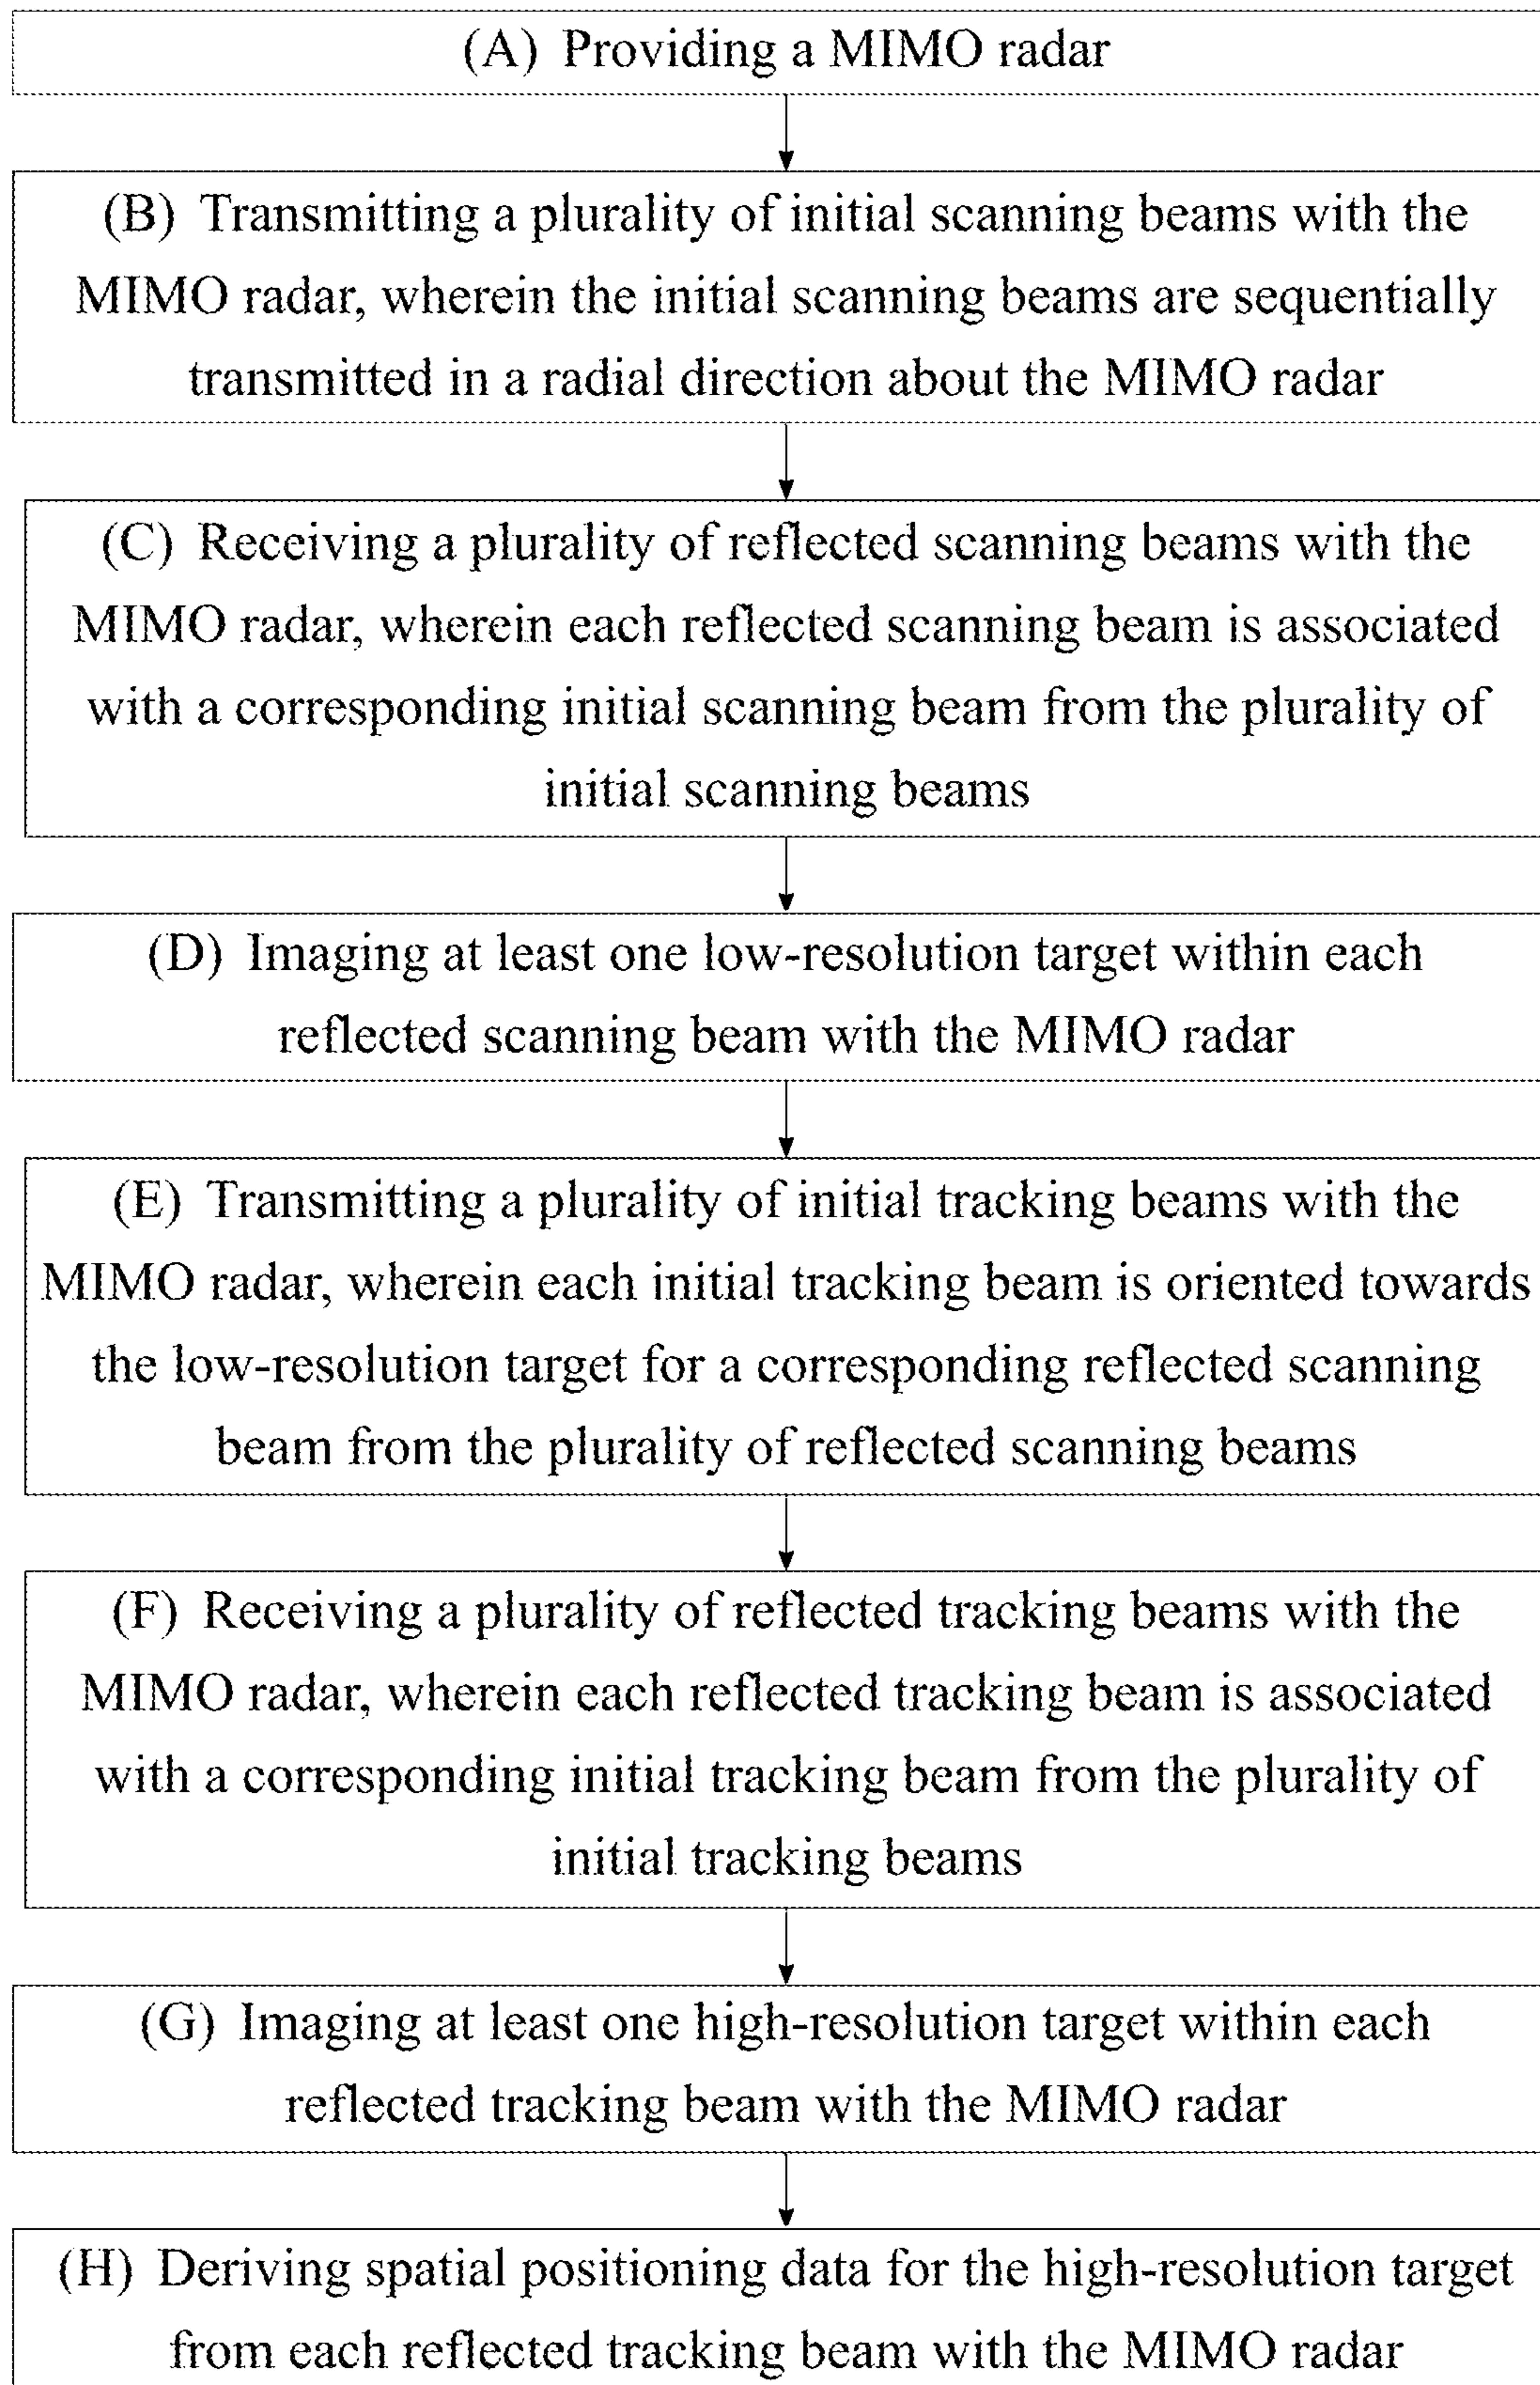 (A) Providing a MIMO radar
(B) Transmitting a plurality of initial scanning beams with the
MIMO radar, wherein the initial scanning beams are sequentially
transmitted in a radial direction about the MIMO radar
(C) Receiving a plurality of reflected scanning beams with the
MIMO radar, wherein each reflected scanning beam is associated
with a corresponding initial scanning beam from the plurality of
initial scanning beams
(D) Imaging at least one low-resolution target within each
reflected scanning beam with the MIMO radar
(E) Transmitting a plurality of initial tracking beams with the
MIMO radar, wherein each initial tracking beam is oriented towards
the low-resolution target for a corresponding reflected scanning
beam from the plurality of reflected scanning beams
(F) Receiving a plurality of reflected tracking beams with the
MIMO radar, wherein each reflected tracking beam is associated
with a corresponding initial tracking beam from the plurality of
initial tracking beams
(G) Imaging at least one high-resolution target within each
reflected tracking beam with the MIMO radar
(H) Deriving spatial positioning data for the high-resolution target
from each reflected tracking beam with the MIMO radar